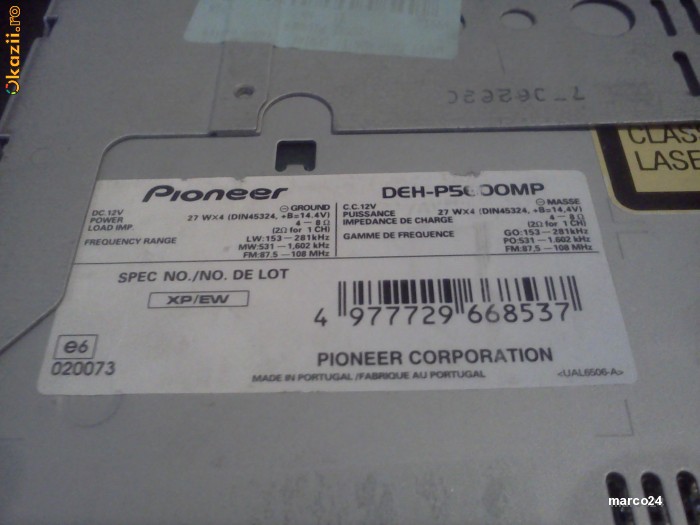 Okazii.ro
CLAS
LASE
Pioneer
DEH-P5600MP
DC.12V
⊖GROUND
POWER 27 WX4 (DIN45324, +B=14.4V)
LOAD IMP. 4—8Ω
(2Ω for 1 CH)
FREQUENCY RANGE LW:153—281kHz
MW:531—1,602 kHz
FM:87.5—108 MHz
C.C.12V
⊖MASSE
PUISSANCE 27 WX4 (DIN45324, +B=14.4V)
IMPEDANCE DE CHARGE 4—8Ω
(2Ω for 1 CH)
GAMME DE FREQUENCE GO:153—281kHz
PO:531—1,602 kHz
FM:87.5—108 MHz
SPEC NO./NO. DE LOT
XP/EW
4 977729 668537
e6
020073
PIONEER CORPORATION
MADE IN PORTUGAL /FABRIQUE AU PORTUGAL
<UAL6506-A>
marco24